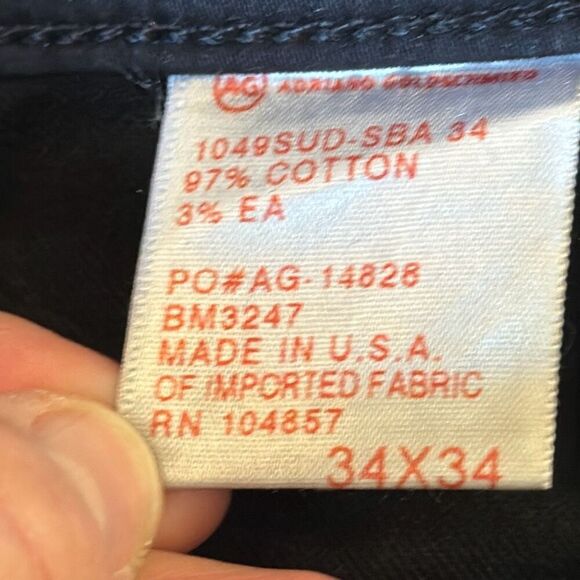 AG ADRIANO GOLDSCHMIED
1049SUD-SBA 34
97% COTTON
3% EA
PO#AG-14828
BM3247
MADE IN U.S.A.
OF IMPORTED FABRIC
RN 104857
34X34